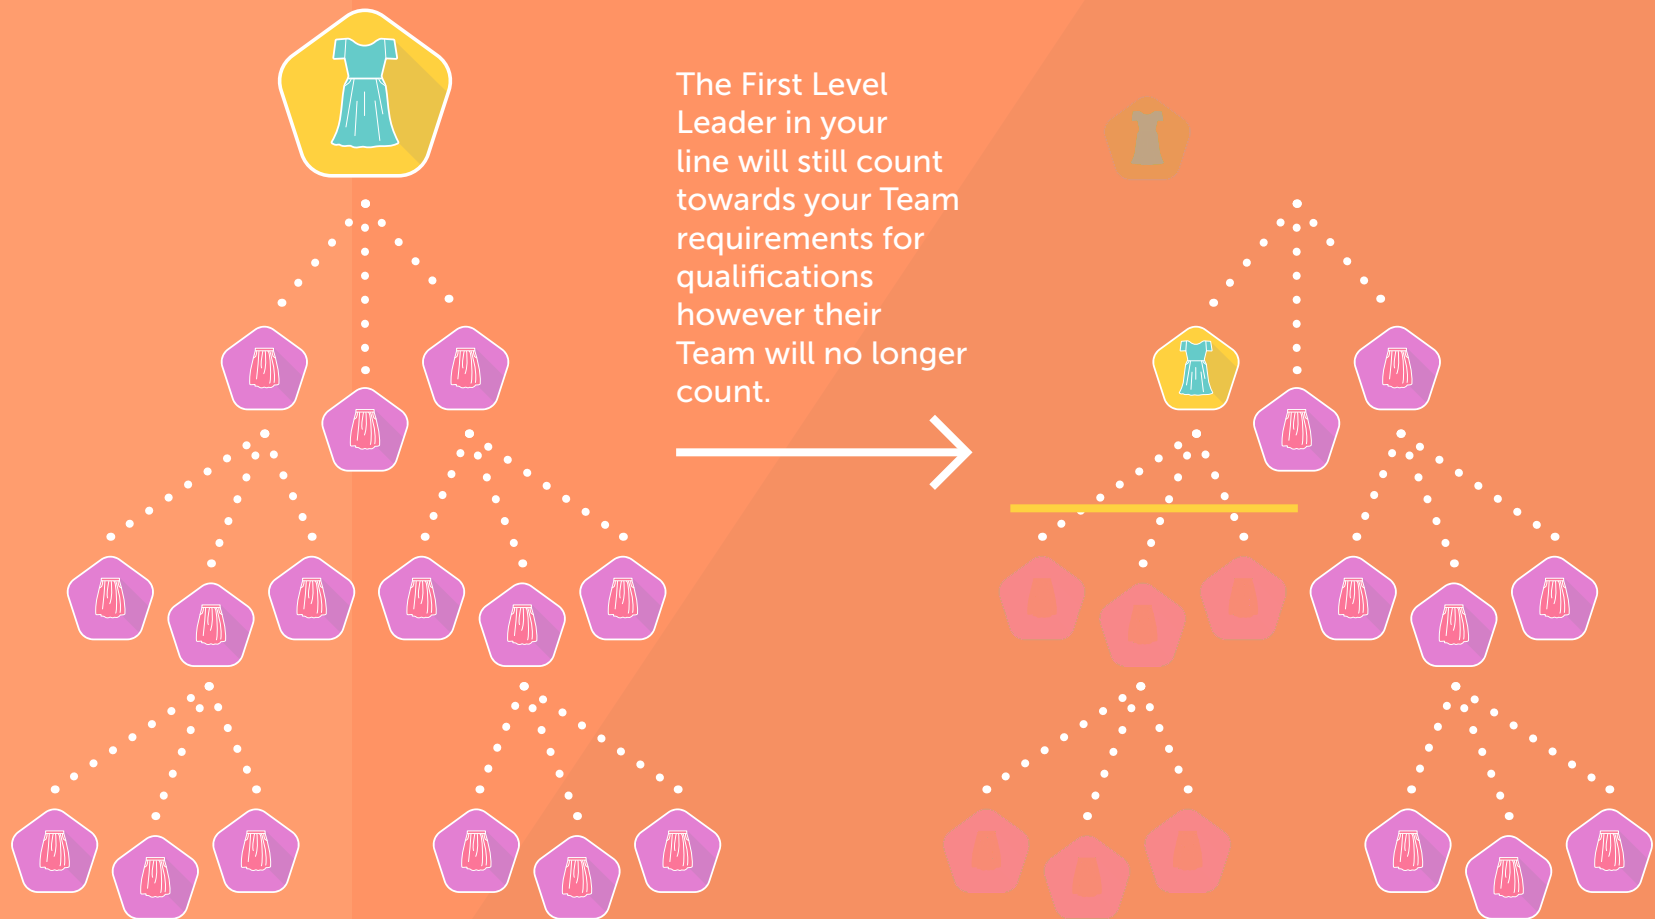 The First Level
Leader in your
line will still count
towards your Team
requirements for
qualifications
however their
Team will no longer
count.